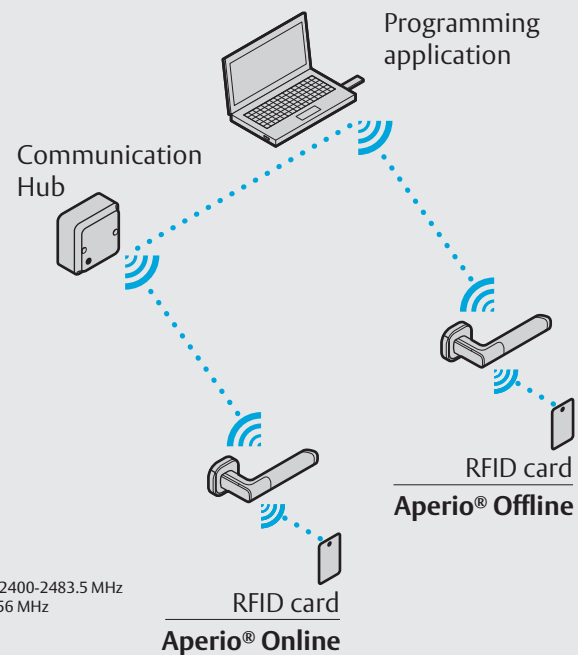 Programming
application
Communication
Hub
RFID card
Aperio® Offline
2400-2483.5 MHz
56 MHz
RFID card
Aperio® Online